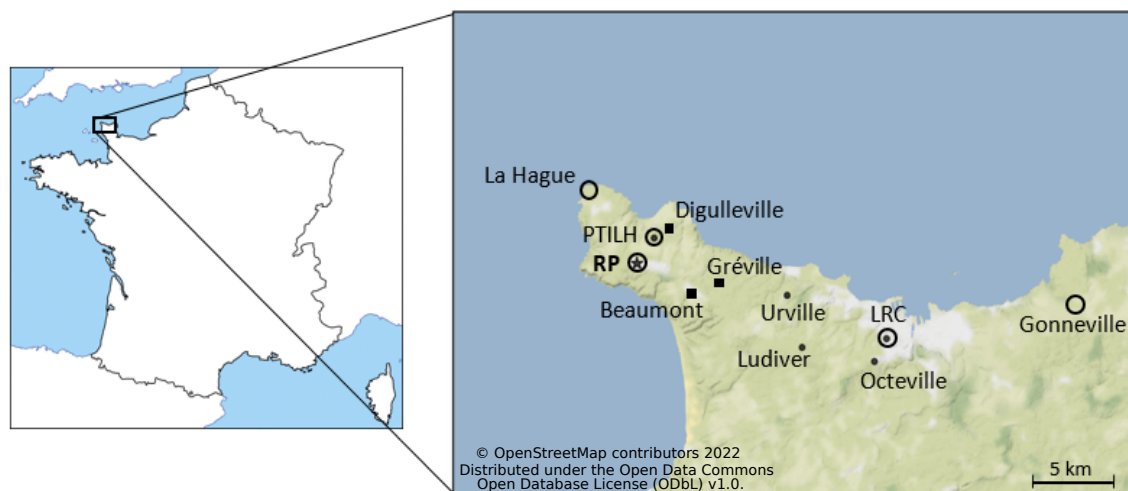 La Hague
Digulleville
PTILH
RP
Gréville
Beaumont
Urville
LRC
Gonneville
Ludiver
Octeville
© OpenStreetMap contributors 2022
Distributed under the Open Data Commons
Open Database License (ODbL) v1.0.
5 km